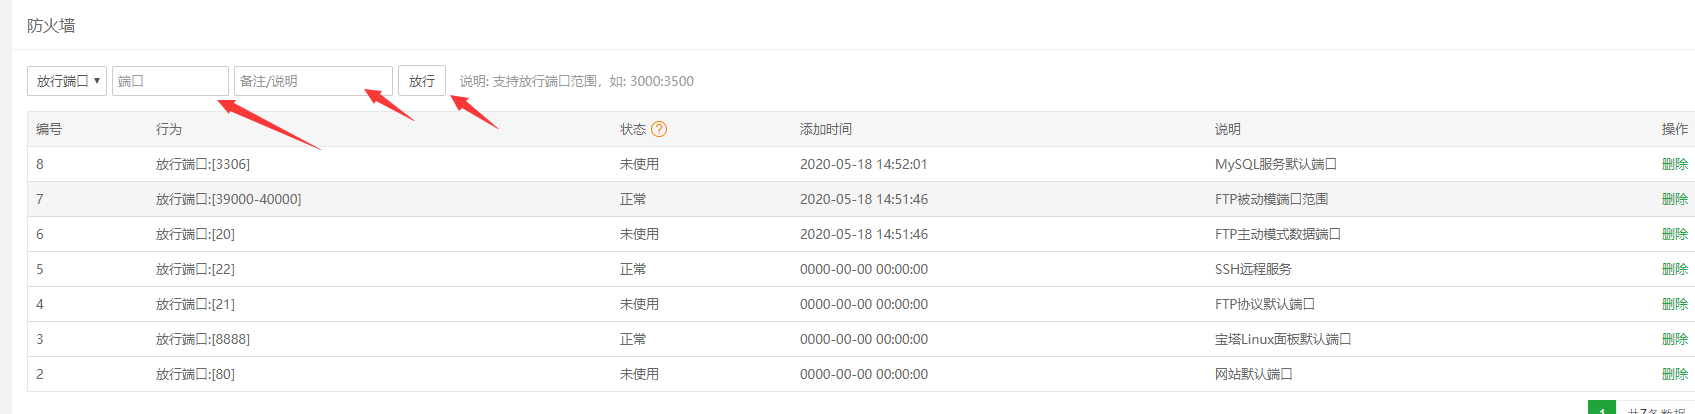 防火墙
放行端口 端口 备注/说明 放行 说明: 支持放行端口范围，如: 3000:3500
编号 行为 状态 ? 添加时间 说明 操作
8 放行端口:[3306] 未使用 2020-05-18 14:52:01 MySQL服务默认端口 删除
7 放行端口:[39000-40000] 正常 2020-05-18 14:51:46 FTP被动模端口范围 删除
6 放行端口:[20] 未使用 2020-05-18 14:51:46 FTP主动模式数据端口 删除
5 放行端口:[22] 正常 0000-00-00 00:00:00 SSH远程服务 删除
4 放行端口:[21] 未使用 0000-00-00 00:00:00 FTP协议默认端口 删除
3 放行端口:[8888] 正常 0000-00-00 00:00:00 宝塔Linux面板默认端口 删除
2 放行端口:[80] 未使用 0000-00-00 00:00:00 网站默认端口 删除
1 共7条数据